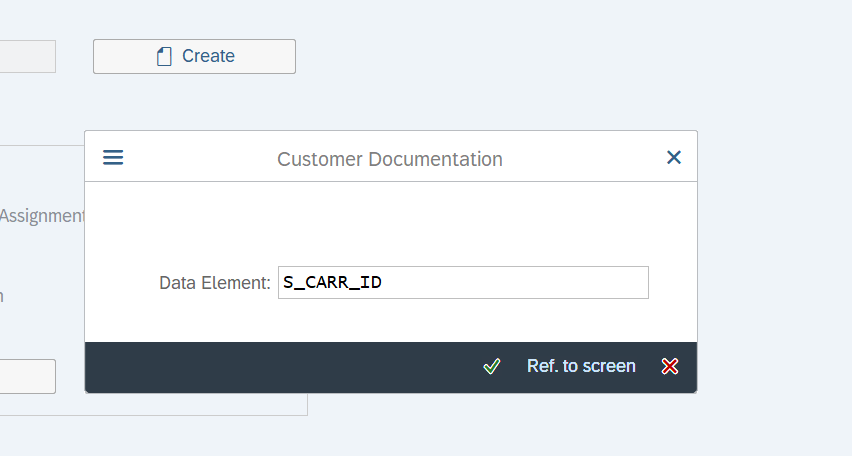 Create
Customer Documentation
Assignment
Data Element: S_CARR_ID
Ref. to screen